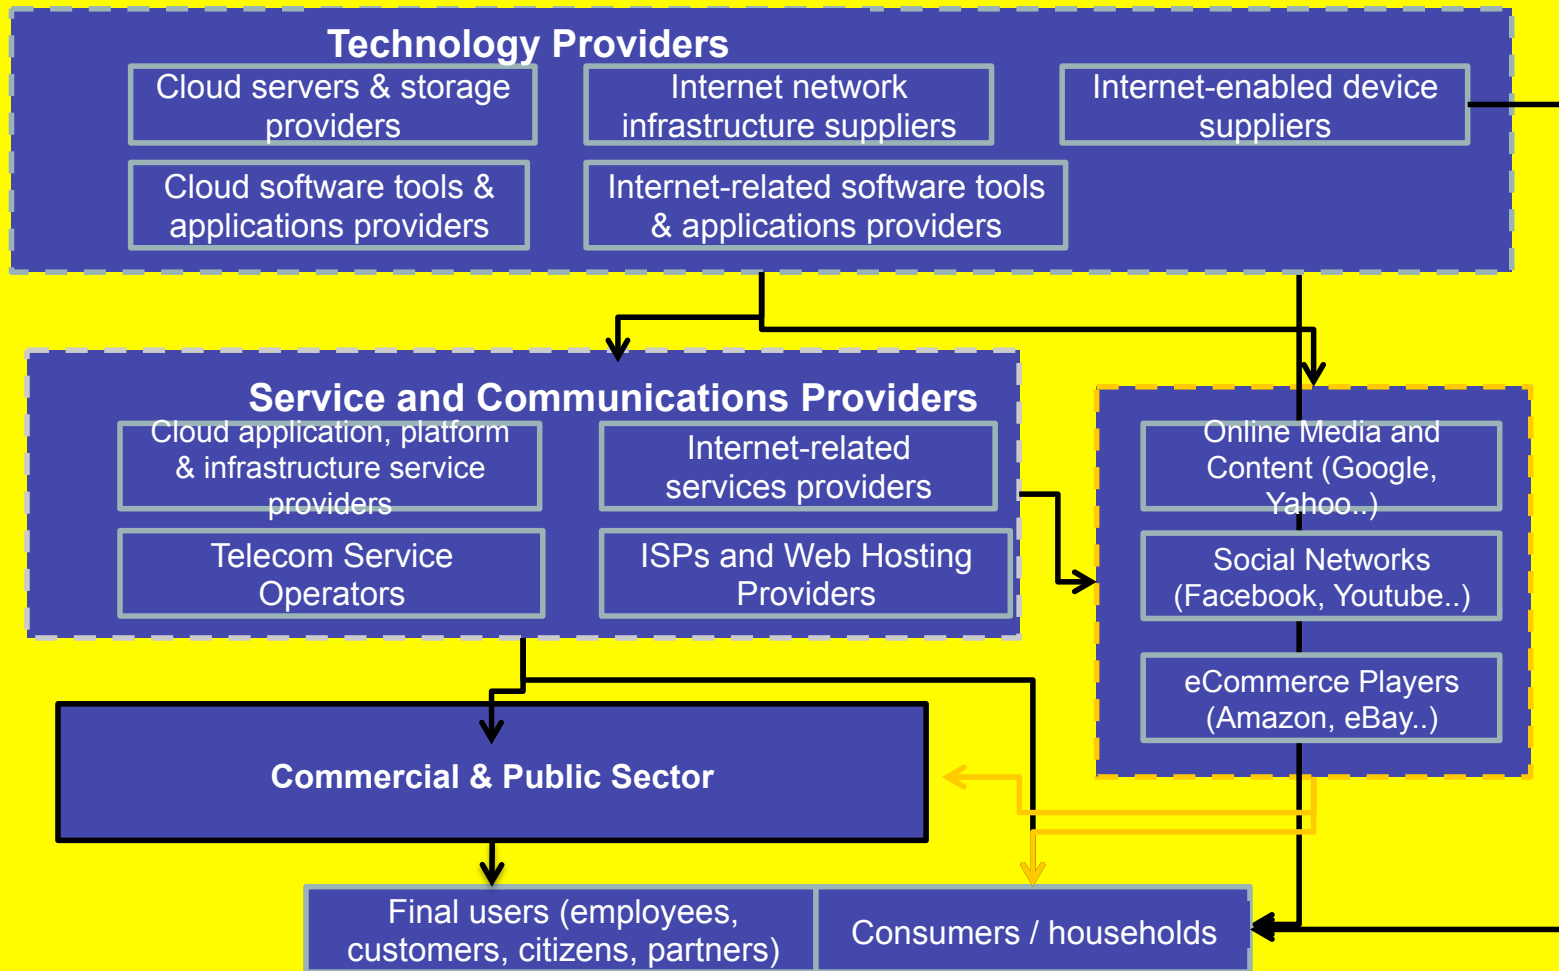 Technology Providers
Cloud servers & storage
providers
Internet network
infrastructure suppliers
Internet-enabled device
suppliers
Cloud software tools &
applications providers
Internet-related software tools
& applications providers
Service and Communications Providers
Cloud application, platform
& infrastructure service
providers
Internet-related
services providers
Telecom Service
Operators
ISPs and Web Hosting
Providers
Online Media and
Content (Google,
Yahoo..)
Social Networks
(Facebook, Youtube..)
eCommerce Players
(Amazon, eBay..)
Commercial & Public Sector
Final users (employees,
customers, citizens, partners)
Consumers / households